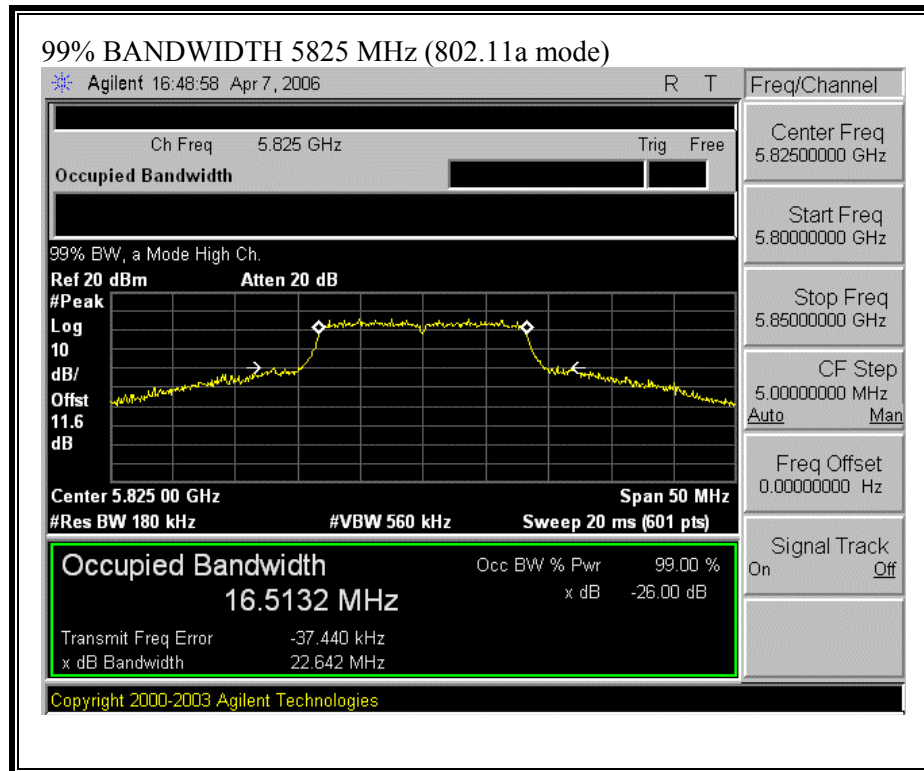 99% BANDWIDTH 5825 MHz (802.11a mode)
Agilent 16:48:58 Apr 7, 2006 R T
Freq/Channel
Ch Freq 5.825 GHz Trig Free
Occupied Bandwidth
Center Freq
5.82500000 GHz
Start Freq
5.80000000 GHz
99% BW, a Mode High Ch.
Ref 20 dBm Atten 20 dB
#Peak
Log
10
dB/
Offst
11.6
dB
Stop Freq
5.85000000 GHz
CF Step
5.00000000 MHz
Auto Man
Freq Offset
0.00000000 Hz
Center 5.825 00 GHz Span 50 MHz
#Res BW 180 kHz #VBW 560 kHz Sweep 20 ms (601 pts)
Signal Track
On Off
Occupied Bandwidth Occ BW % Pwr 99.00 %
16.5132 MHz x dB -26.00 dB
Transmit Freq Error -37.440 kHz
x dB Bandwidth 22.642 MHz
Copyright 2000-2003 Agilent Technologies